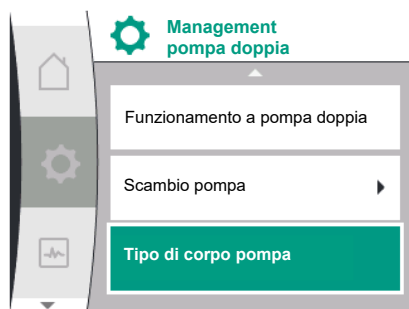 Management
pompa doppia
Funzionamento a pompa doppia
Scambio pompa
Tipo di corpo pompa